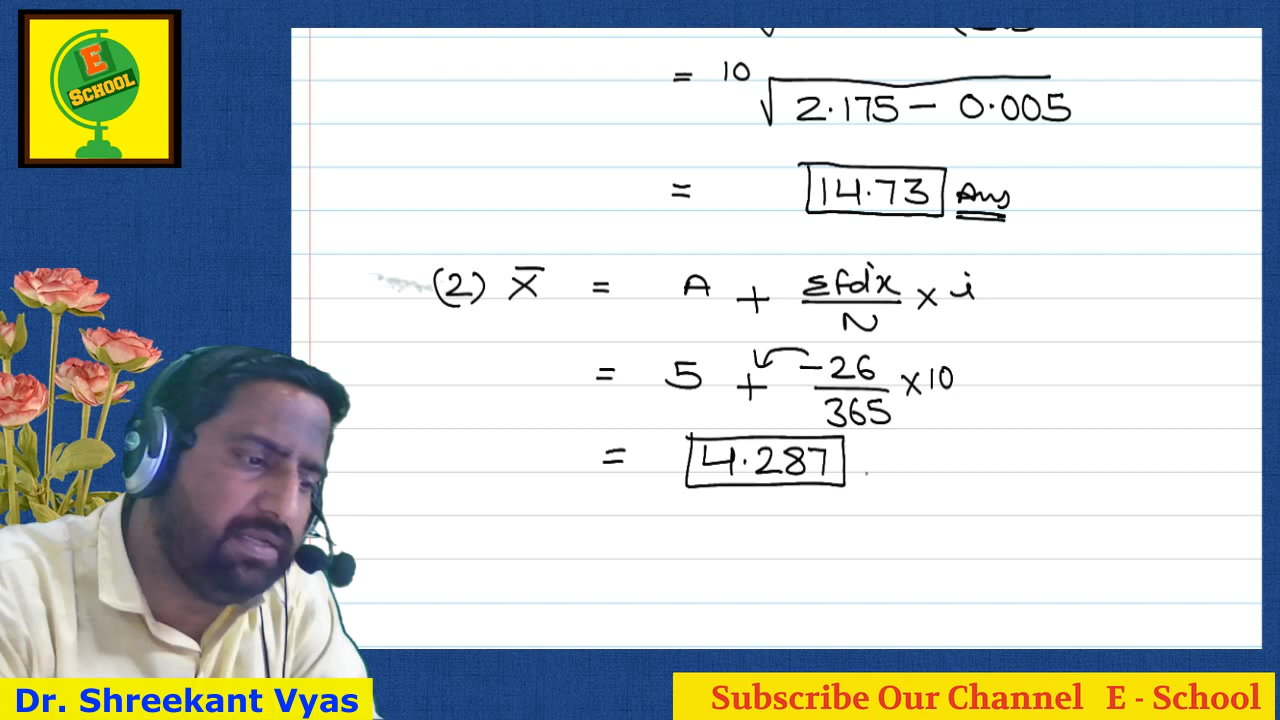 E
SCHOOL
= 10 √ 2.175 – 0.005
= 14.73 Ans
(2) X̅ = A + Σfd'x / N × i
= 5 + –26 / 365 × 10
= 4.287
Dr. Shreekant Vyas
Subscribe Our Channel E - School